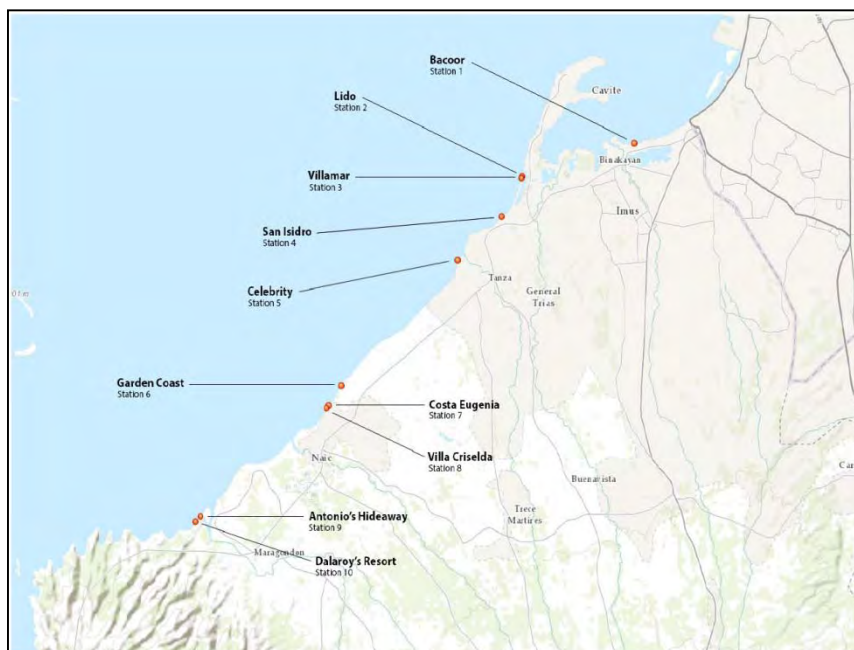 Bacoor
Station 1
Cavite
Lido
Station 2
Binakayan
Villamar
Station 3
Imus
San Isidro
Station 4
Tanza
General
Trias
Celebrity
Station 5
Garden Coast
Station 6
Costa Eugenia
Station 7
Villa Criselda
Station 8
Naic
Buenavista
Trece
Martires
Antonio's Hideaway
Station 9
Maragondon
Dalaroy's Resort
Station 10